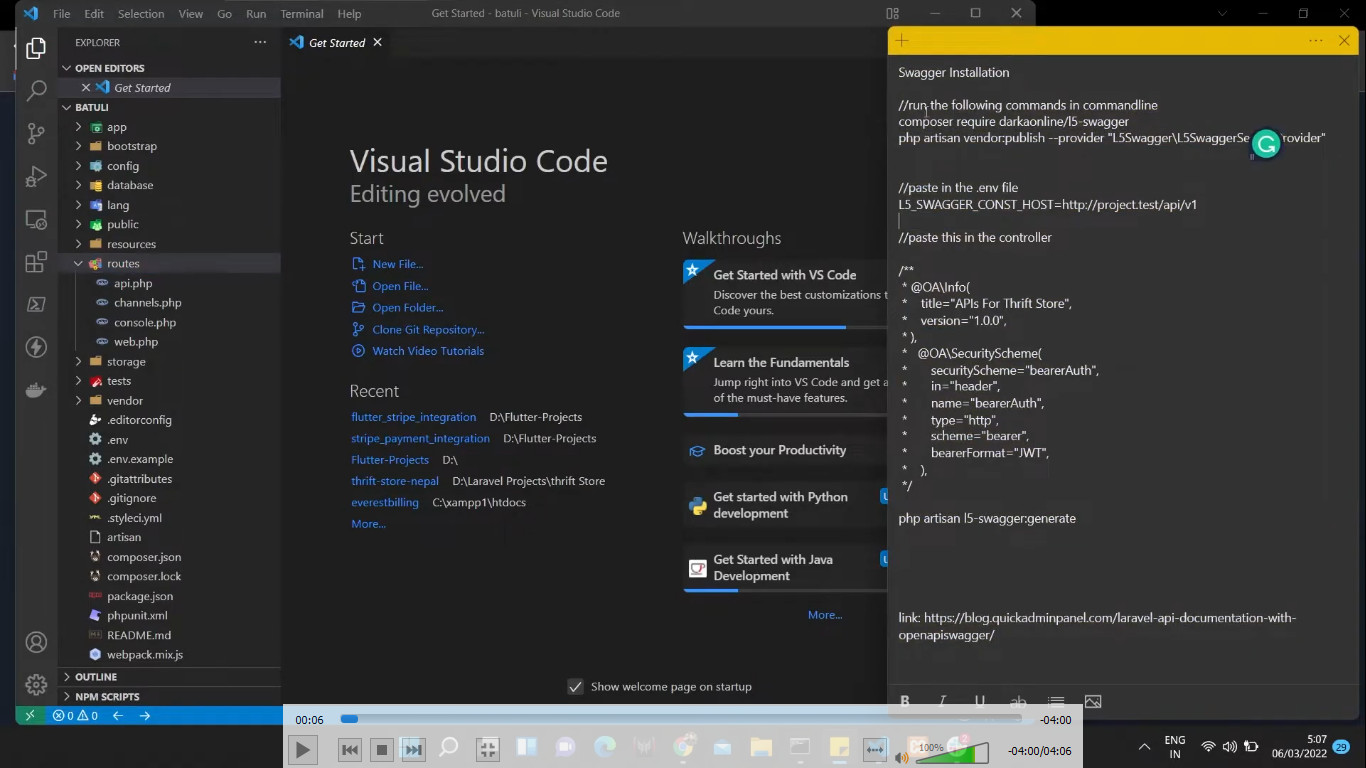 File Edit Selection View Go Run Terminal Help
Get Started - batuli - Visual Studio Code
EXPLORER
OPEN EDITORS
Get Started
BATULI
app
bootstrap
config
database
lang
public
resources
routes
api.php
channels.php
console.php
web.php
storage
tests
vendor
.editorconfig
.env
.env.example
.gitattributes
.gitignore
.styleci.yml
artisan
composer.json
composer.lock
package.json
phpunit.xml
README.md
webpack.mix.js
OUTLINE
NPM SCRIPTS
0 0
Get Started
Visual Studio Code
Editing evolved
Start
New File...
Open File...
Open Folder...
Clone Git Repository...
Watch Video Tutorials
Recent
flutter_stripe_integration D:\Flutter-Projects
stripe_payment_integration D:\Flutter-Projects
Flutter-Projects D:\
thrift-store-nepal D:\Laravel Projects\thrift Store
everestbilling C:\xampp1\htdocs
More...
Walkthroughs
Get Started with VS Code
Discover the best customizations t
Code yours.
Learn the Fundamentals
Jump right into VS Code and get a
of the must-have features.
Boost your Productivity
Get started with Python
development
Get Started with Java
Development
More...
Show welcome page on startup
Swagger Installation
//run the following commands in commandline
composer require darkaonline/l5-swagger
php artisan vendor:publish --provider "L5Swagger\L5SwaggerSe rovider"
//paste in the .env file
L5_SWAGGER_CONST_HOST=http://project.test/api/v1
//paste this in the controller
/**
* @OA\Info(
* title="APIs For Thrift Store",
* version="1.0.0",
* ),
* @OA\SecurityScheme(
* securityScheme="bearerAuth",
* in="header",
* name="bearerAuth",
* type="http",
* scheme="bearer",
* bearerFormat="JWT",
* ),
*/
php artisan l5-swagger:generate
link: https://blog.quickadminpanel.com/laravel-api-documentation-with-
openapiswagger/
B I U ab
00:06 -04:00
100% -04:00/04:06
ENG
IN
5:07
06/03/2022
29